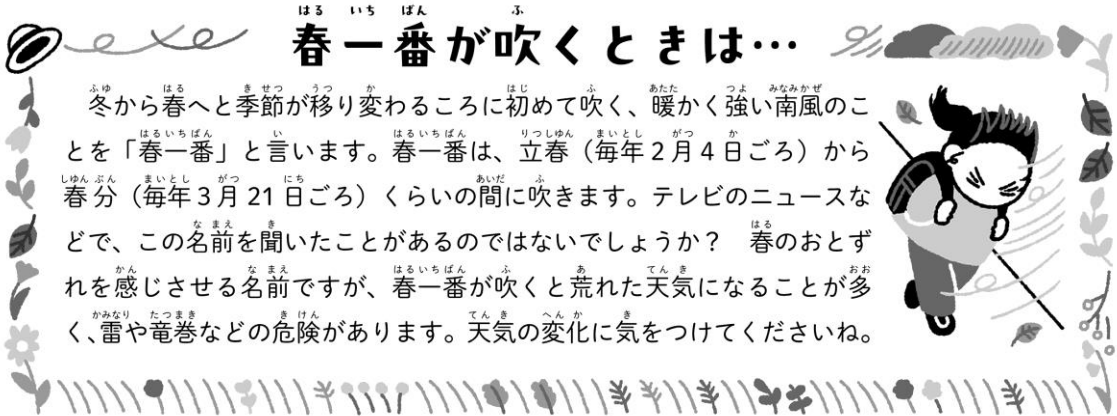 春一番が吹くときは…
冬から春へと季節が移り変わるころに初めて吹く、暖かく強い南風のこ
とを「春一番」と言います。春一番は、立春（毎年2月4日ごろ）から
春分（毎年3月21日ごろ）くらいの間に吹きます。テレビのニュースな
どで、この名前を聞いたことがあるのではないでしょうか？　春のおとず
れを感じさせる名前ですが、春一番が吹くと荒れた天気になることが多
く、雷や竜巻などの危険があります。天気の変化に気をつけてくださいね。